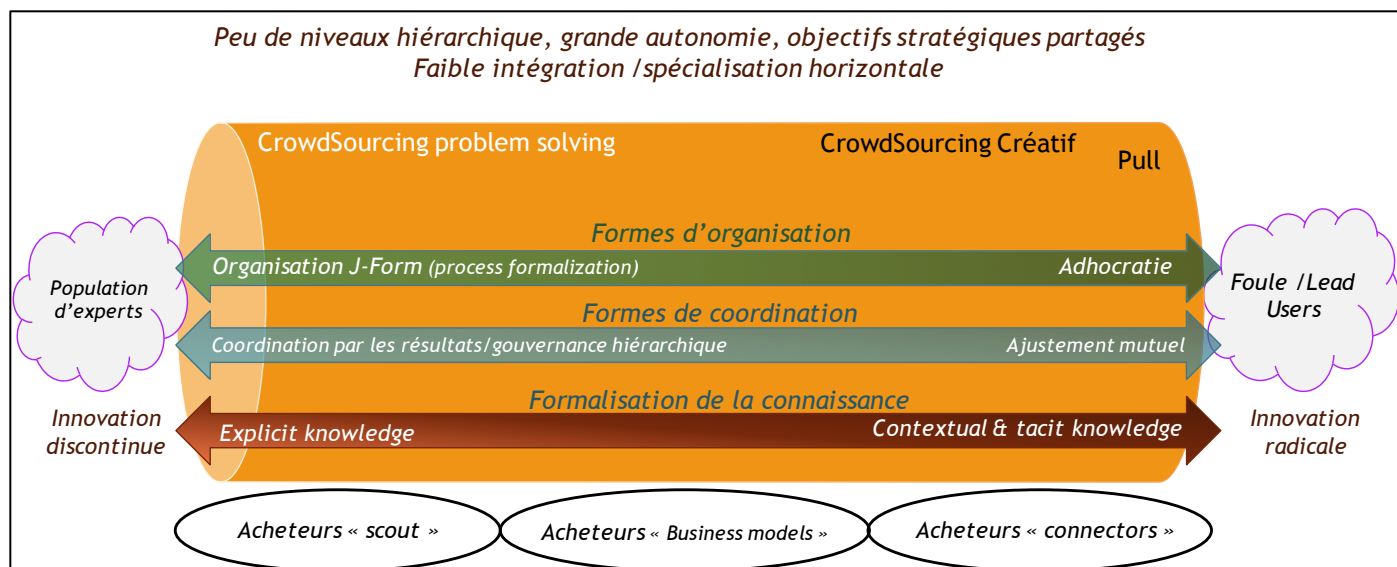 Peu de niveaux hiérarchique, grande autonomie, objectifs stratégiques partagés
Faible intégration /spécialisation horizontale
CrowdSourcing problem solving
CrowdSourcing Créatif
Pull
Formes d'organisation
Organisation J-Form (process formalization)
Adhocratie
Population
d'experts
Foule /Lead
Users
Formes de coordination
Coordination par les résultats/gouvernance hiérarchique
Ajustement mutuel
Formalisation de la connaissance
Explicit knowledge
Contextual & tacit knowledge
Innovation
discontinue
Innovation
radicale
Acheteurs « scout »
Acheteurs « Business models »
Acheteurs « connectors »